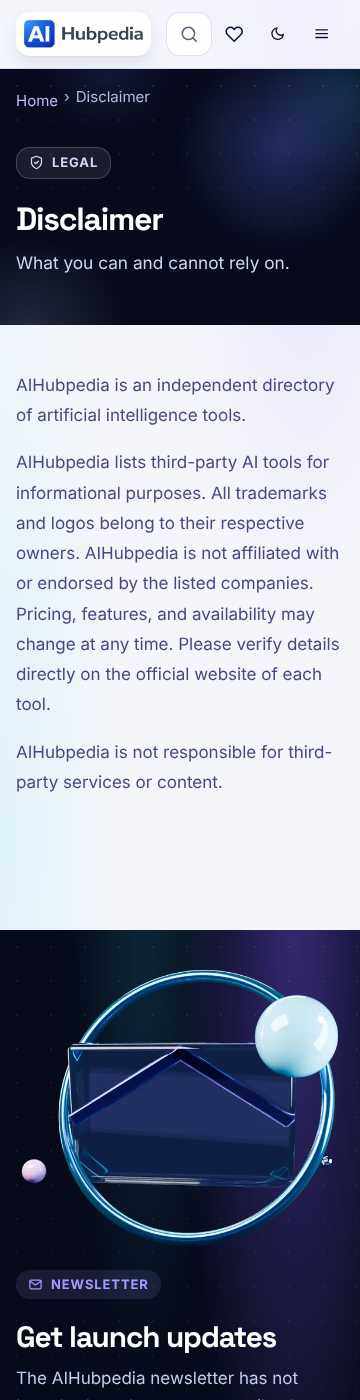 AI Hubpedia
Home › Disclaimer
LEGAL
Disclaimer
What you can and cannot rely on.
AIHubpedia is an independent directory
of artificial intelligence tools.
AIHubpedia lists third-party AI tools for
informational purposes. All trademarks
and logos belong to their respective
owners. AIHubpedia is not affiliated with
or endorsed by the listed companies.
Pricing, features, and availability may
change at any time. Please verify details
directly on the official website of each
tool.
AIHubpedia is not responsible for third-
party services or content.
NEWSLETTER
Get launch updates
The AIHubpedia newsletter has not